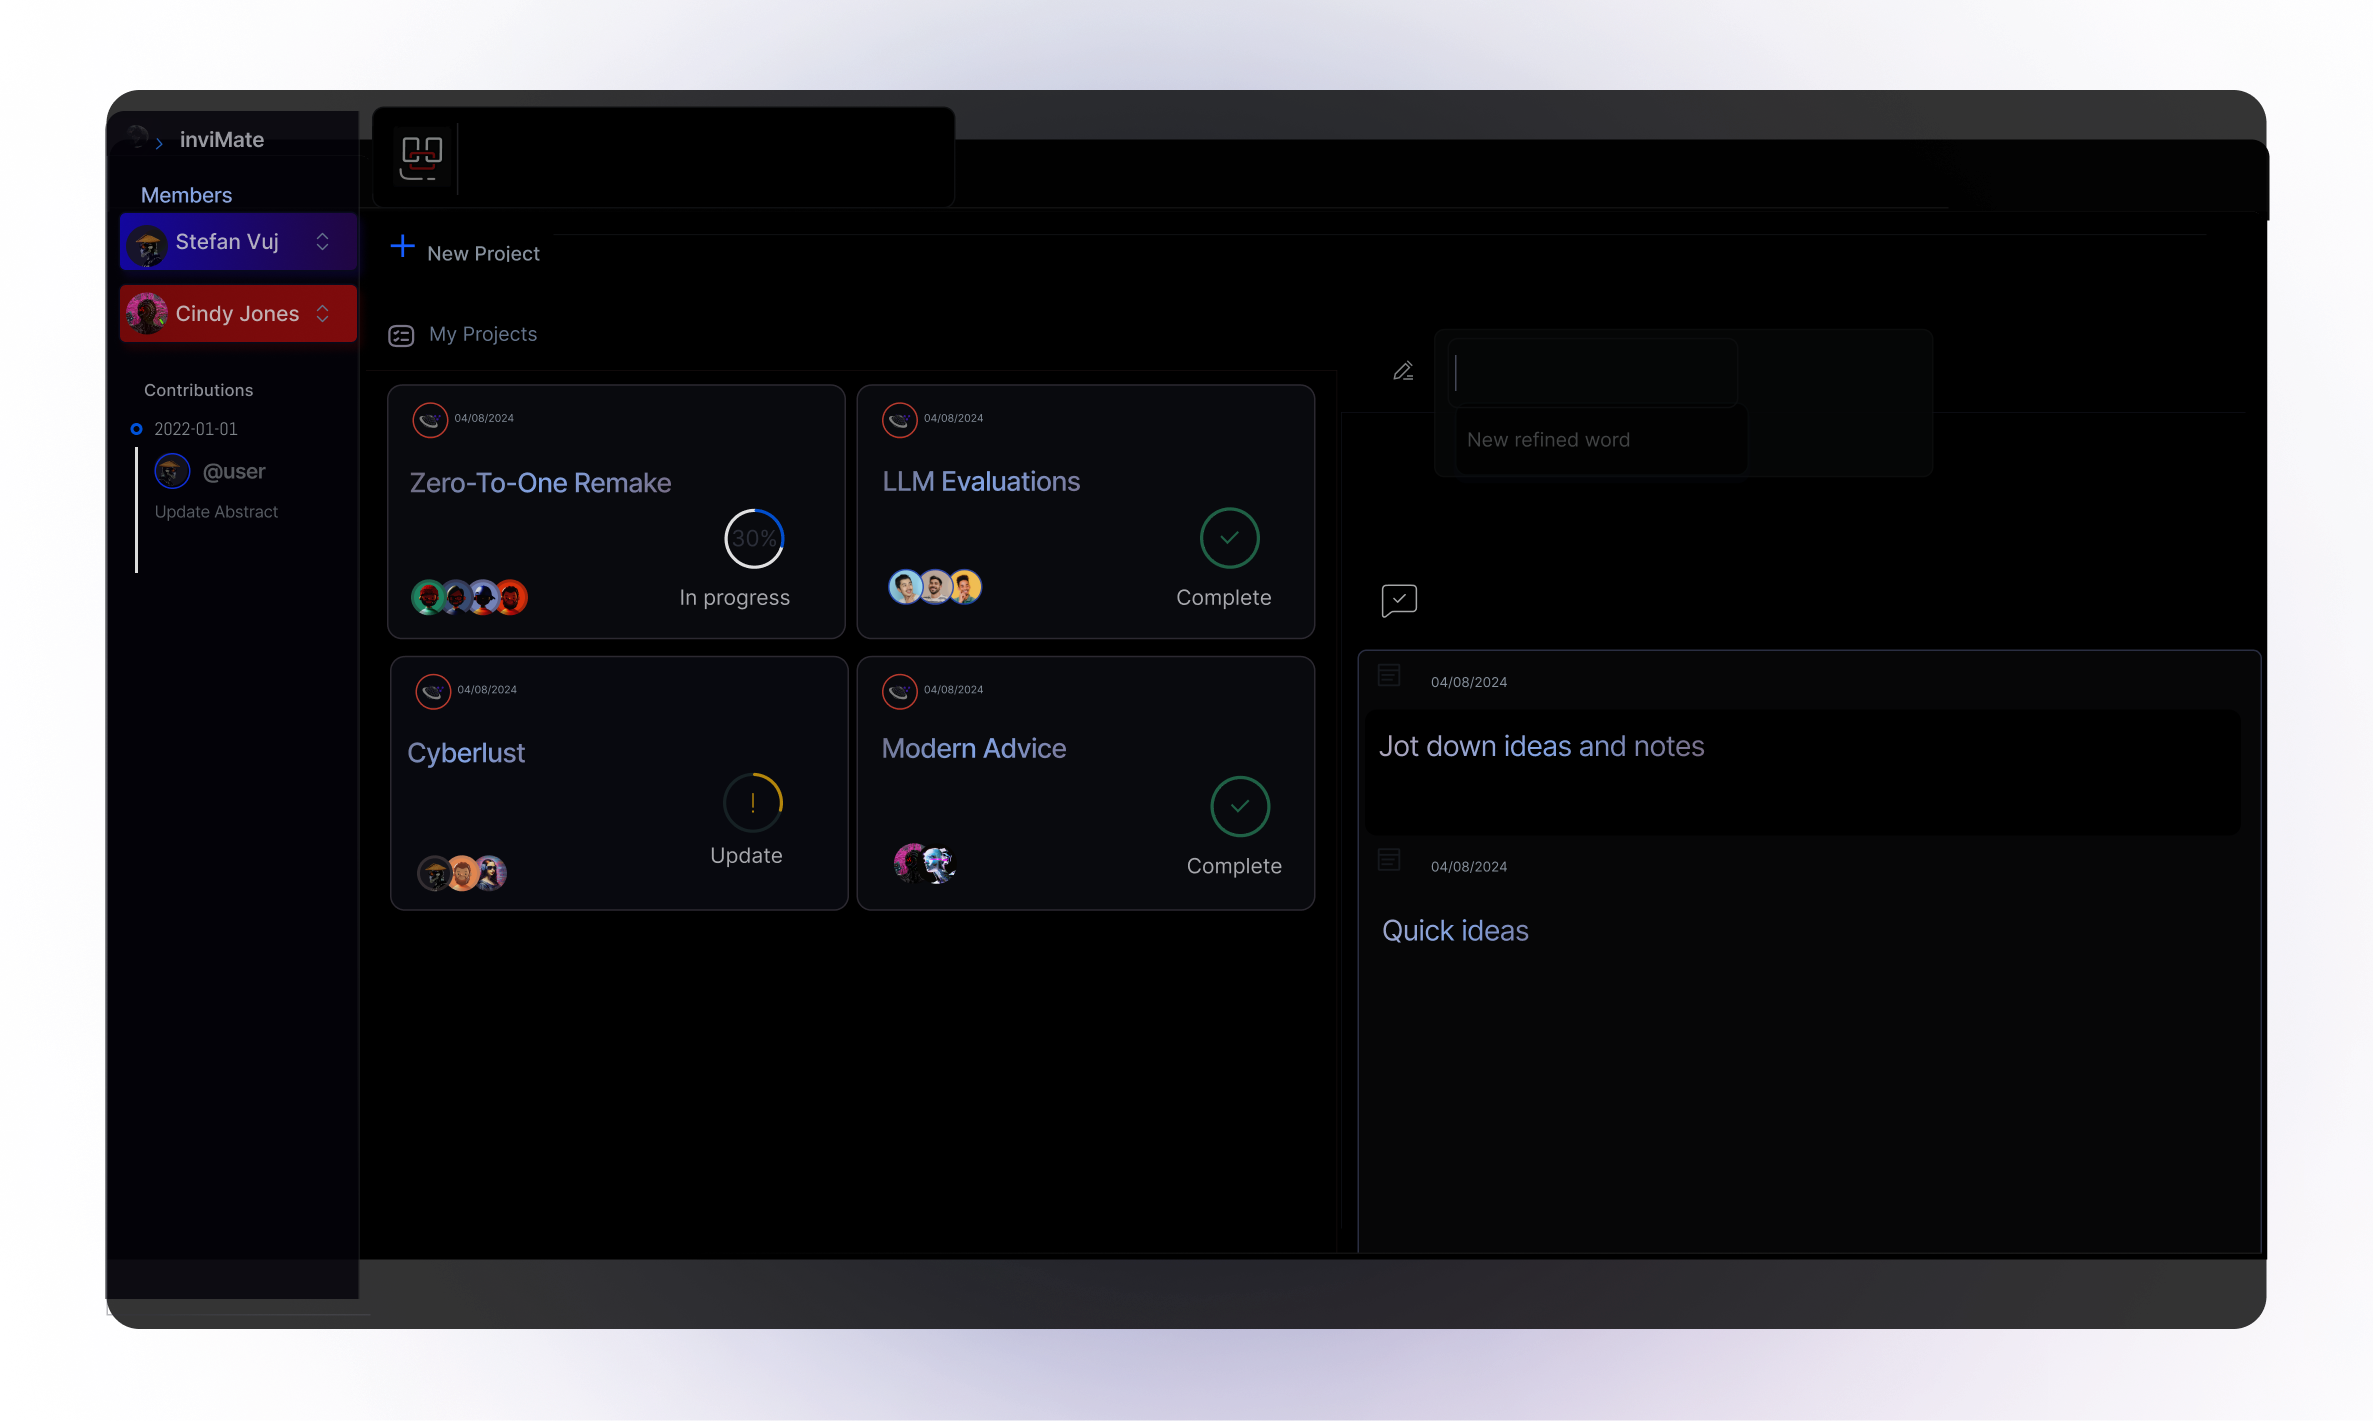 inviMate
Members
Stefan Vuj
Cindy Jones
Contributions
2022-01-01
@user
Update Abstract
New Project
My Projects
04/08/2024
Zero-To-One Remake
30%
In progress
04/08/2024
LLM Evaluations
Complete
04/08/2024
Cyberlust
!
Update
04/08/2024
Modern Advice
Complete
New refined word
04/08/2024
Jot down ideas and notes
04/08/2024
Quick ideas